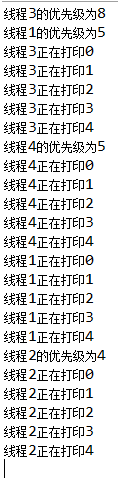 线程3的优先级为8
线程1的优先级为5
线程3正在打印0
线程3正在打印1
线程3正在打印2
线程3正在打印3
线程3正在打印4
线程4的优先级为5
线程4正在打印0
线程4正在打印1
线程4正在打印2
线程4正在打印3
线程4正在打印4
线程1正在打印0
线程1正在打印1
线程1正在打印2
线程1正在打印3
线程1正在打印4
线程2的优先级为4
线程2正在打印0
线程2正在打印1
线程2正在打印2
线程2正在打印3
线程2正在打印4